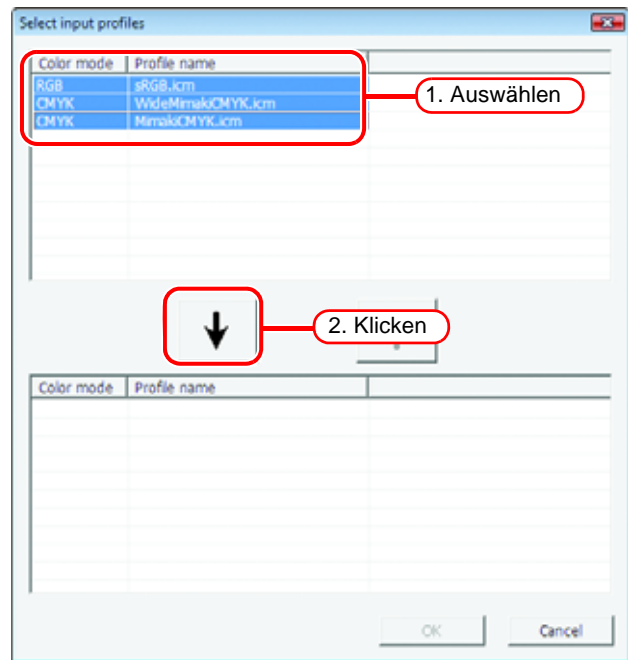 Select input profiles
Color mode Profile name
RGB sRGB.icm
CMYK WideMimakiCMYK.icm
CMYK MimakiCMYK.icm
1. Auswählen
2. Klicken
Color mode Profile name
OK Cancel